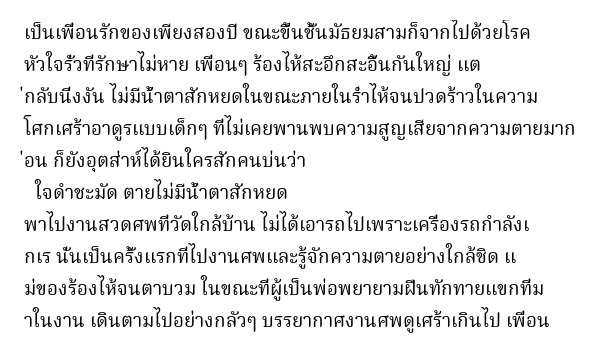 เป็นเพื่อนรักของเพียงสองปี ขณะขึ้นชั้นมัธยมสามก็จากไปด้วยโรค
หัวใจรั่วที่รักษาไม่หาย เพื่อนๆ ร้องไห้สะอึกสะอื้นกันใหญ่ แต
่กลับนิ่งงัน ไม่มีน้ำตาสักหยดในขณะภายในร่ำไห้จนปวดร้าวในความ
โศกเศร้าอาดูรแบบเด็กๆ ที่ไม่เคยพานพบความสูญเสียจากความตายมาก
่อน ก็ยังอุตส่าห์ได้ยินใครสักคนบ่นว่า
ใจดำชะมัด ตายไม่มีน้ำตาสักหยด
พาไปงานสวดศพที่วัดใกล้บ้าน ไม่ได้เอารถไปเพราะเครื่องรถกำลังเ
กเร นั่นเป็นครั้งแรกที่ไปงานศพและรู้จักความตายอย่างใกล้ชิด แ
ม่ของร้องไห้จนตาบวม ในขณะที่ผู้เป็นพ่อพยายามฝืนทักทายแขกที่ม
าในงาน เดินตามไปอย่างกลัวๆ บรรยากาศงานศพดูเศร้าเกินไป เพื่อน